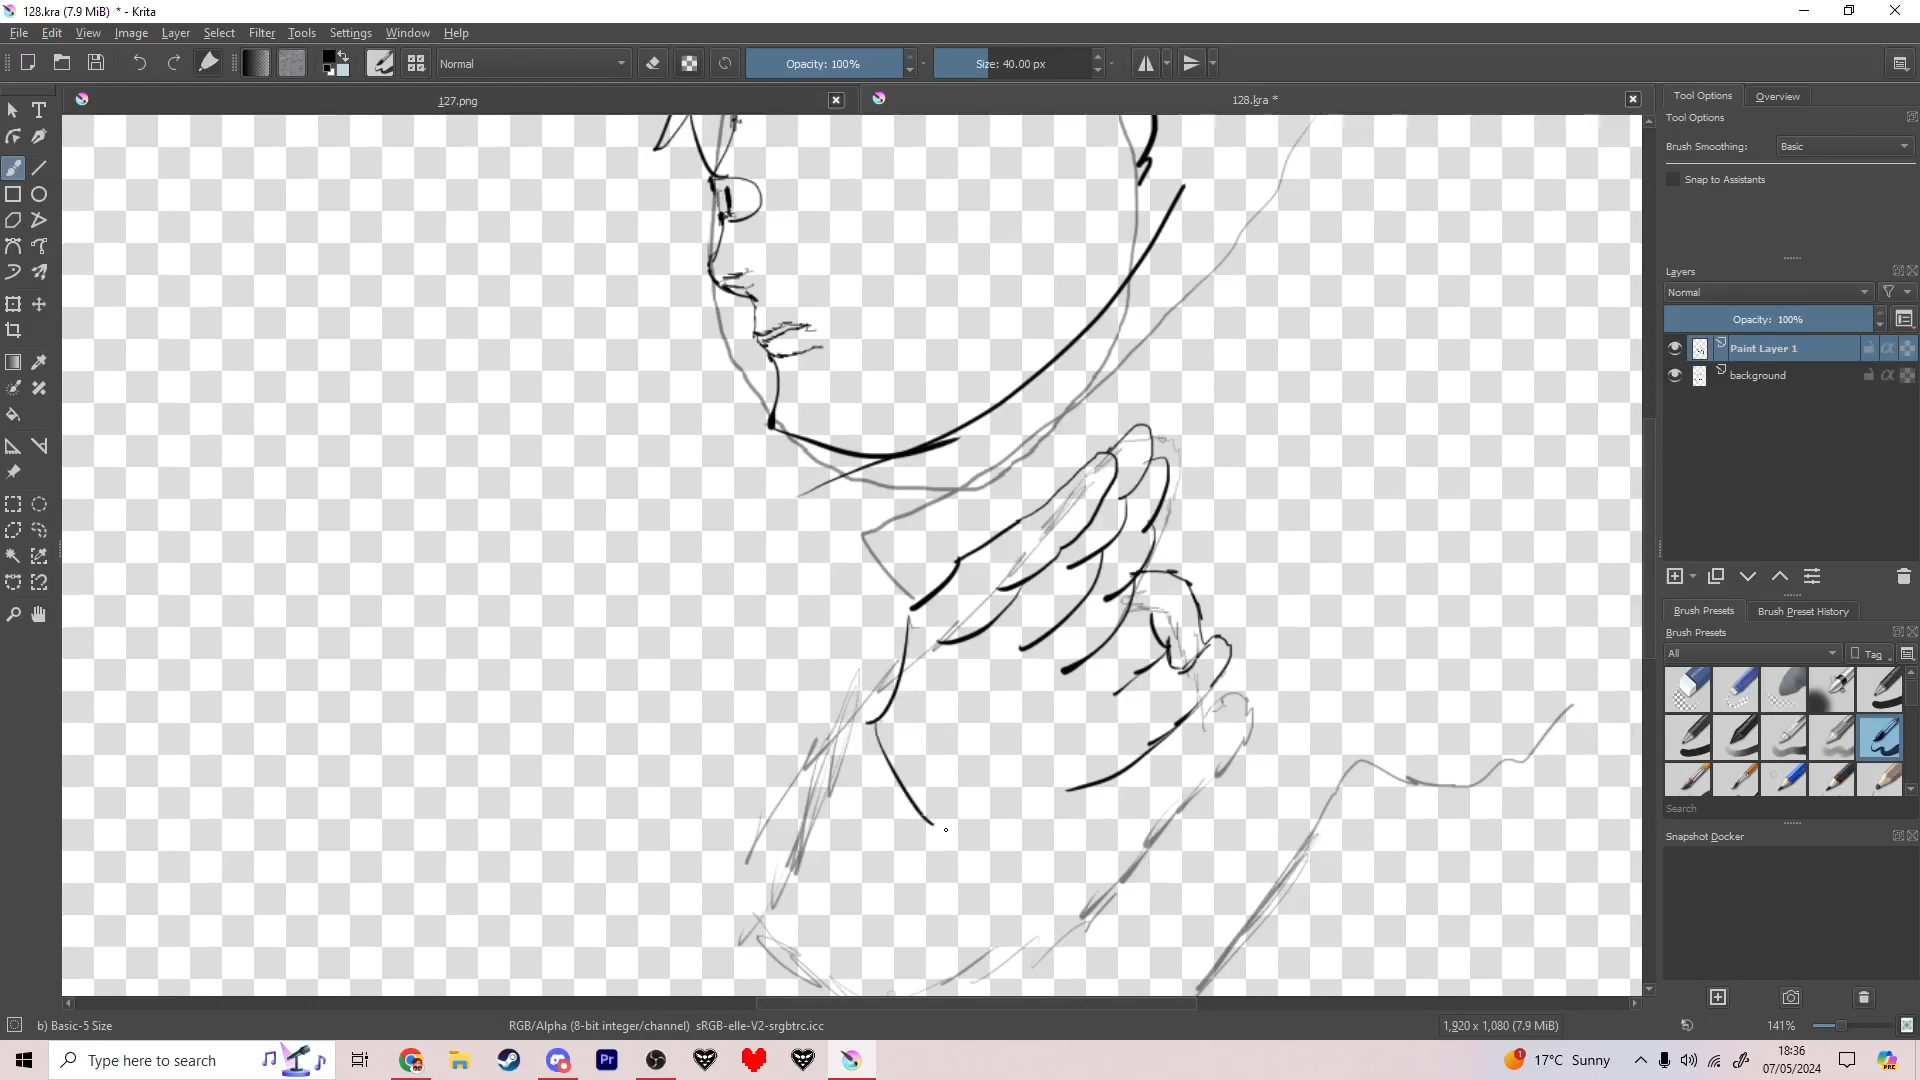 128.kra (7.9 MiB)  * - Krita
File Edit View Image Layer Select Filter Tools Settings Window Help
Normal
Opacity: 100%
Size: 40.00 px
127.png
128.kra *
Tool Options Overview
Tool Options
Brush Smoothing: Basic
Snap to Assistants
Layers
Normal
Opacity: 100%
Paint Layer 1
background
Brush Presets Brush Preset History
Brush Presets
All
Tag
Search
Snapshot Docker
b) Basic-5 Size
RGB/Alpha (8-bit integer/channel) sRGB-elle-V2-srgbtrc.icc
1,920 x 1,080 (7.9 MiB)
141%
Type here to search
Pr
1
17°C Sunny
18:36
07/05/2024
PRE